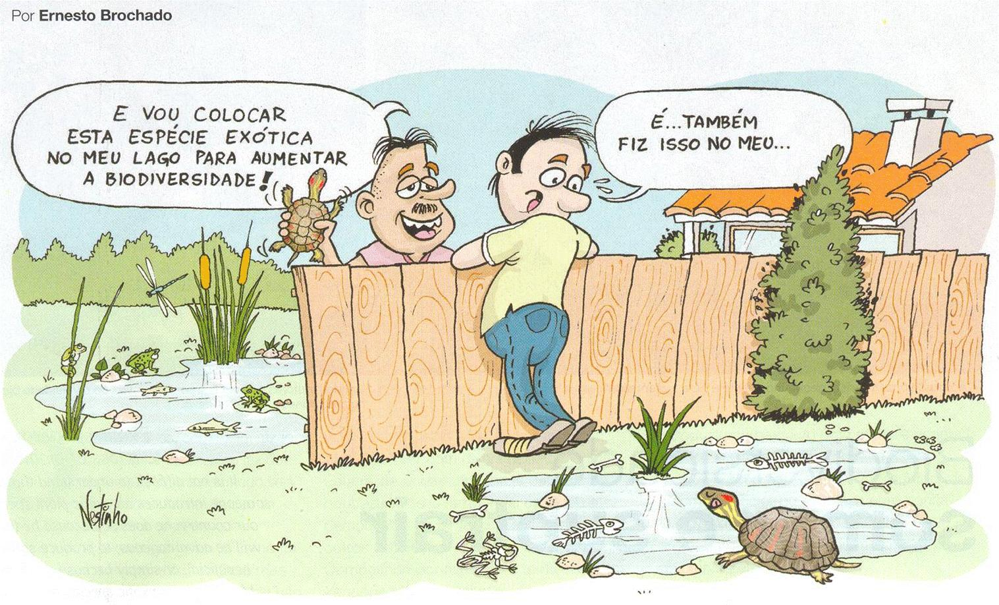 Por Ernesto Brochado
E VOU COLOCAR
ESTA ESPÉCIE EXÓTICA
NO MEU LAGO PARA AUMENTAR
A BIODIVERSIDADE!
É...TAMBÉM
FIZ ISSO NO MEU...
Nestinho